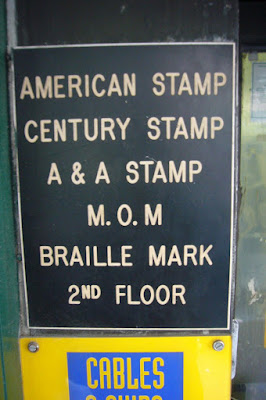 AMERICAN STAMP
CENTURY STAMP
A & A STAMP
M. O. M
BRAILLE MARK
2ND FLOOR
CABLES